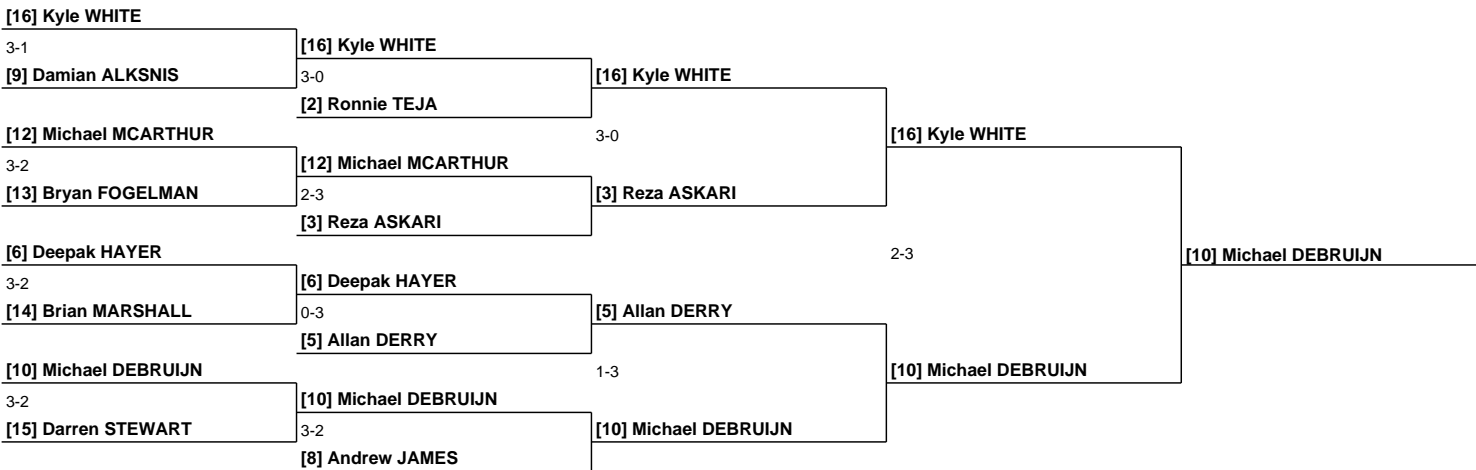 [16] Kyle WHITE
3-1
[16] Kyle WHITE
[9] Damian ALKSNIS
3-0
[16] Kyle WHITE
[2] Ronnie TEJA
[12] Michael MCARTHUR
3-0
[16] Kyle WHITE
3-2
[12] Michael MCARTHUR
[13] Bryan FOGELMAN
2-3
[3] Reza ASKARI
[3] Reza ASKARI
[6] Deepak HAYER
2-3
[10] Michael DEBRUIJN
3-2
[6] Deepak HAYER
[14] Brian MARSHALL
0-3
[5] Allan DERRY
[5] Allan DERRY
[10] Michael DEBRUIJN
1-3
[10] Michael DEBRUIJN
3-2
[10] Michael DEBRUIJN
[15] Darren STEWART
3-2
[10] Michael DEBRUIJN
[8] Andrew JAMES